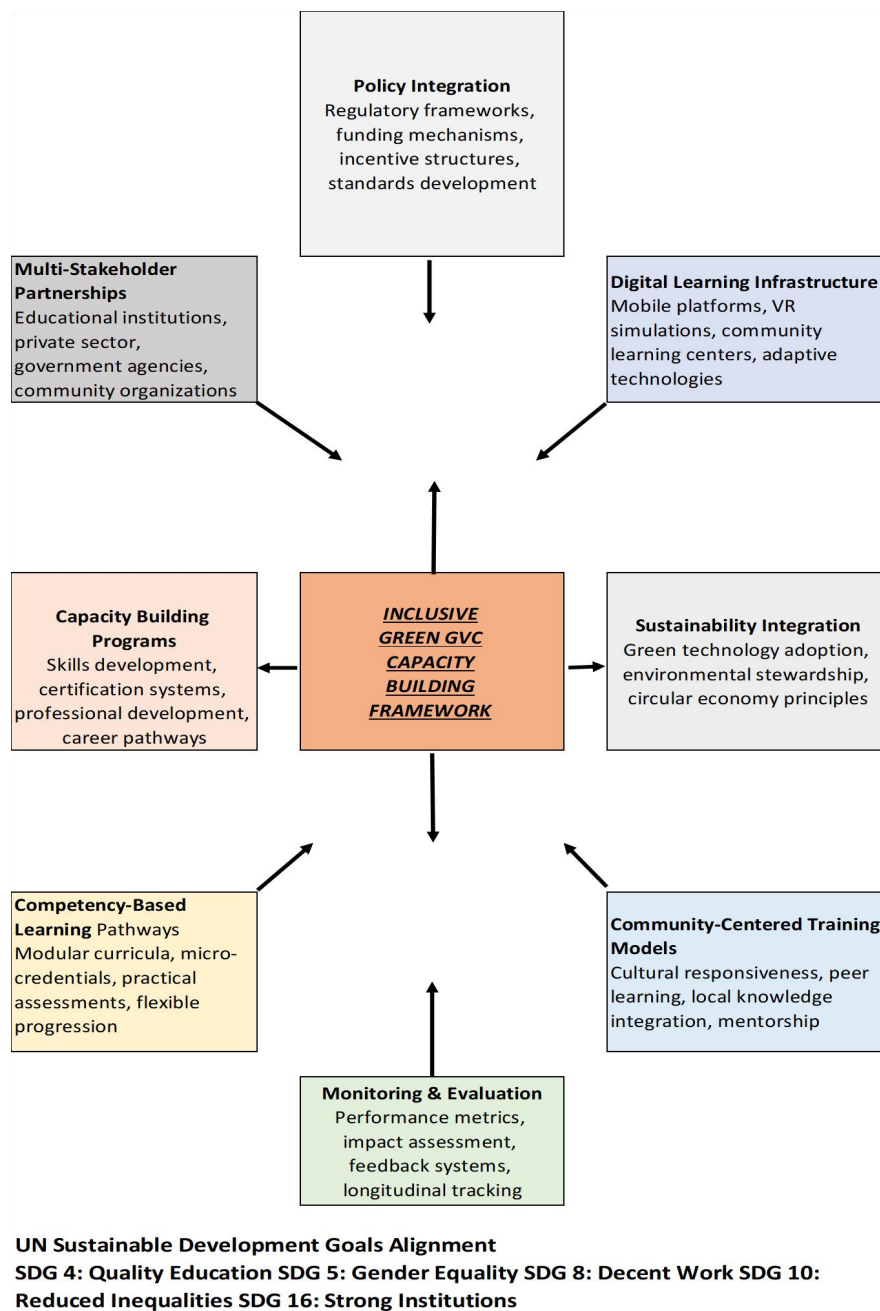 Policy Integration
Regulatory frameworks,
funding mechanisms,
incentive structures,
standards development
Multi-Stakeholder
Partnerships
Educational institutions,
private sector,
government agencies,
community organizations
Digital Learning Infrastructure
Mobile platforms, VR
simulations, community
learning centers, adaptive
technologies
Capacity Building
Programs
Skills development,
certification systems,
professional development,
career pathways
INCLUSIVE
GREEN GVC
CAPACITY
BUILDING
FRAMEWORK
Sustainability Integration
Green technology adoption,
environmental stewardship,
circular economy principles
Competency-Based
Learning Pathways
Modular curricula, micro-
credentials, practical
assessments, flexible
progression
Community-Centered Training
Models
Cultural responsiveness, peer
learning, local knowledge
integration, mentorship
Monitoring & Evaluation
Performance metrics,
impact assessment,
feedback systems,
longitudinal tracking
UN Sustainable Development Goals Alignment
SDG 4: Quality Education SDG 5: Gender Equality SDG 8: Decent Work SDG 10:
Reduced Inequalities SDG 16: Strong Institutions